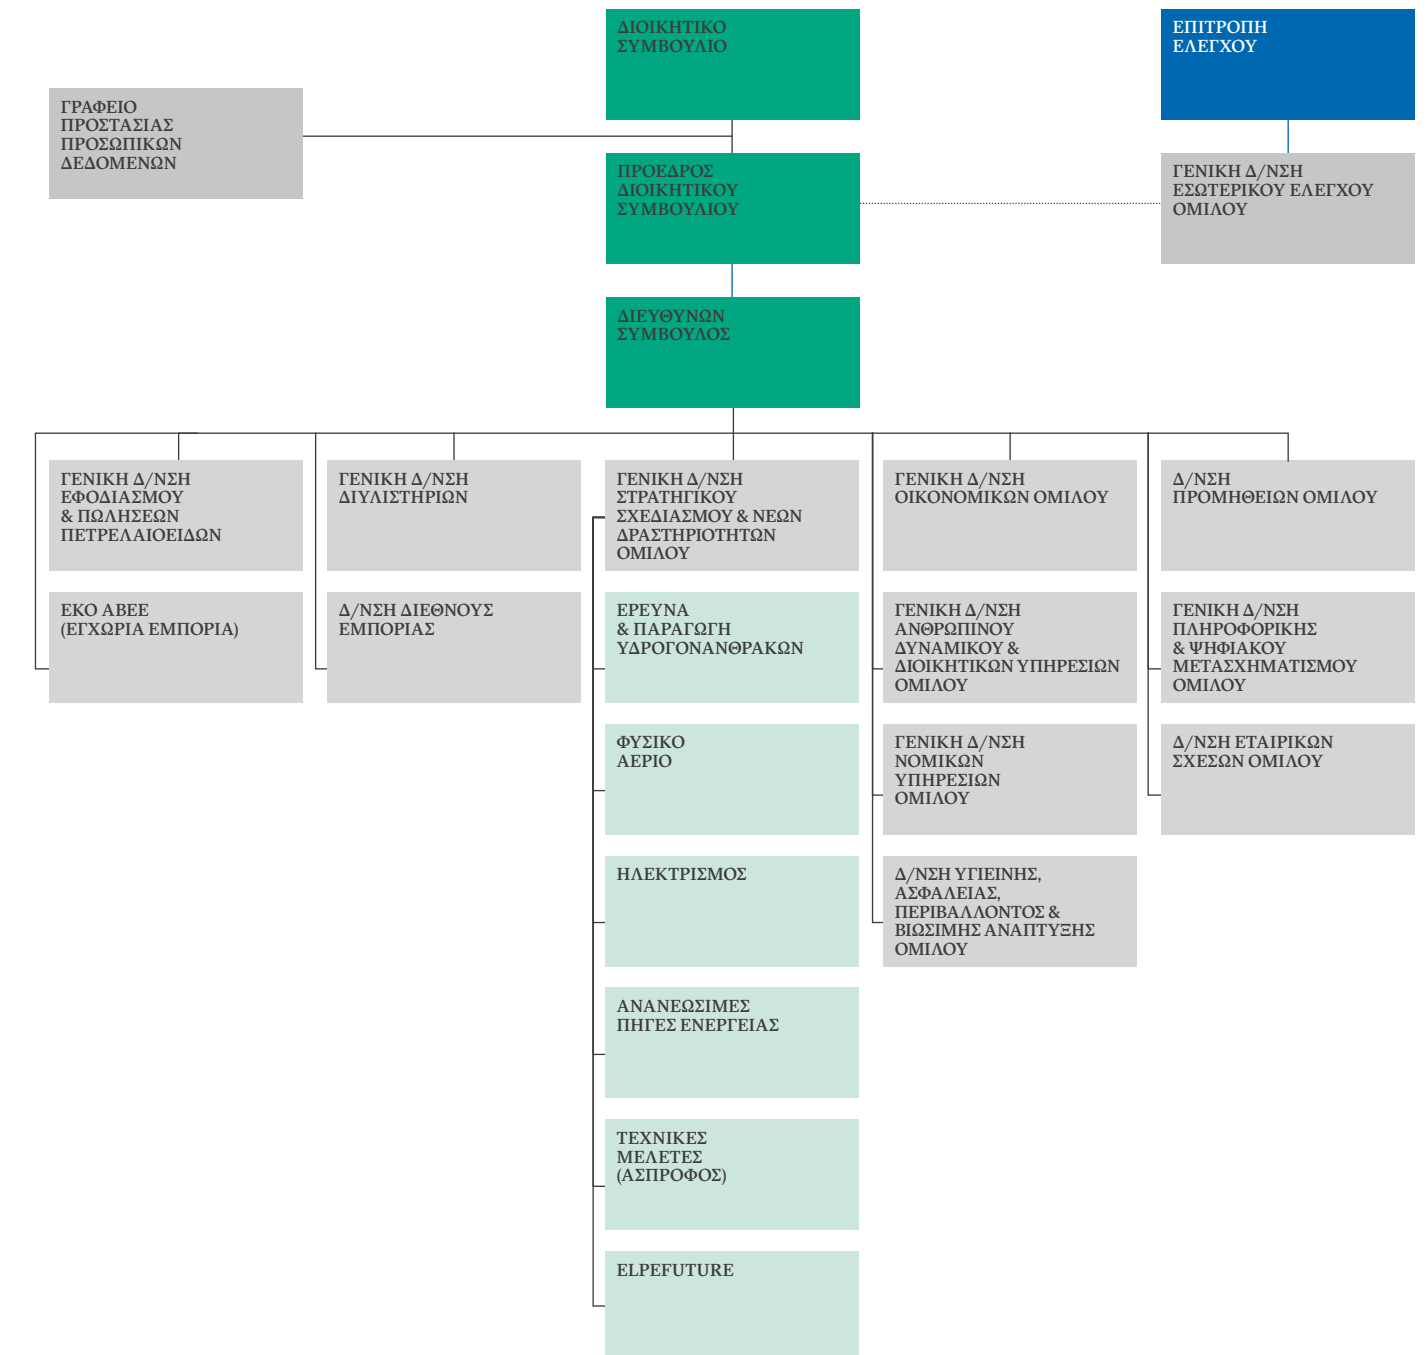 ΔΙΟΙΚΗΤΙΚΟ
ΣΥΜΒΟΥΛΙΟ
ΕΠΙΤΡΟΠΗ
ΕΛΕΓΧΟΥ
ΓΡΑΦΕΙΟ
ΠΡΟΣΤΑΣΙΑΣ
ΠΡΟΣΩΠΙΚΩΝ
ΔΕΔΟΜΕΝΩΝ
ΠΡΟΕΔΡΟΣ
ΔΙΟΙΚΗΤΙΚΟΥ
ΣΥΜΒΟΥΛΙΟΥ
ΓΕΝΙΚΗ Δ/ΝΣΗ
ΕΣΩΤΕΡΙΚΟΥ ΕΛΕΓΧΟΥ
ΟΜΙΛΟΥ
ΔΙΕΥΘΥΝΩΝ
ΣΥΜΒΟΥΛΟΣ
ΓΕΝΙΚΗ Δ/ΝΣΗ
ΕΦΟΔΙΑΣΜΟΥ
& ΠΩΛΗΣΕΩΝ
ΠΕΤΡΕΛΑΙΟΕΙΔΩΝ
ΓΕΝΙΚΗ Δ/ΝΣΗ
ΔΙΥΛΙΣΤΗΡΙΩΝ
ΓΕΝΙΚΗ Δ/ΝΣΗ
ΣΤΡΑΤΗΓΙΚΟΥ
ΣΧΕΔΙΑΣΜΟΥ & ΝΕΩΝ
ΔΡΑΣΤΗΡΙΟΤΗΤΩΝ
ΟΜΙΛΟΥ
ΓΕΝΙΚΗ Δ/ΝΣΗ
ΟΙΚΟΝΟΜΙΚΩΝ ΟΜΙΛΟΥ
Δ/ΝΣΗ
ΠΡΟΜΗΘΕΙΩΝ ΟΜΙΛΟΥ
ΕΚΟ ΑΒΕΕ
(ΕΓΧΩΡΙΑ ΕΜΠΟΡΙΑ)
Δ/ΝΣΗ ΔΙΕΘΝΟΥΣ
ΕΜΠΟΡΙΑΣ
ΕΡΕΥΝΑ
& ΠΑΡΑΓΩΓΗ
ΥΔΡΟΓΟΝΑΝΘΡΑΚΩΝ
ΓΕΝΙΚΗ Δ/ΝΣΗ
ΑΝΘΡΩΠΙΝΟΥ
ΔΥΝΑΜΙΚΟΥ &
ΔΙΟΙΚΗΤΙΚΩΝ ΥΠΗΡΕΣΙΩΝ
ΟΜΙΛΟΥ
ΓΕΝΙΚΗ Δ/ΝΣΗ
ΠΛΗΡΟΦΟΡΙΚΗΣ
& ΨΗΦΙΑΚΟΥ
ΜΕΤΑΣΧΗΜΑΤΙΣΜΟΥ
ΟΜΙΛΟΥ
ΦΥΣΙΚΟ
ΑΕΡΙΟ
ΓΕΝΙΚΗ Δ/ΝΣΗ
ΝΟΜΙΚΩΝ
ΥΠΗΡΕΣΙΩΝ
ΟΜΙΛΟΥ
Δ/ΝΣΗ ΕΤΑΙΡΙΚΩΝ
ΣΧΕΣΩΝ ΟΜΙΛΟΥ
ΗΛΕΚΤΡΙΣΜΟΣ
Δ/ΝΣΗ ΥΓΙΕΙΝΗΣ,
ΑΣΦΑΛΕΙΑΣ,
ΠΕΡΙΒΑΛΛΟΝΤΟΣ &
ΒΙΩΣΙΜΗΣ ΑΝΑΠΤΥΞΗΣ
ΟΜΙΛΟΥ
ΑΝΑΝΕΩΣΙΜΕΣ
ΠΗΓΕΣ ΕΝΕΡΓΕΙΑΣ
ΤΕΧΝΙΚΕΣ
ΜΕΛΕΤΕΣ
(ΑΣΠΡΟΦΟΣ)
ELPEFUTURE